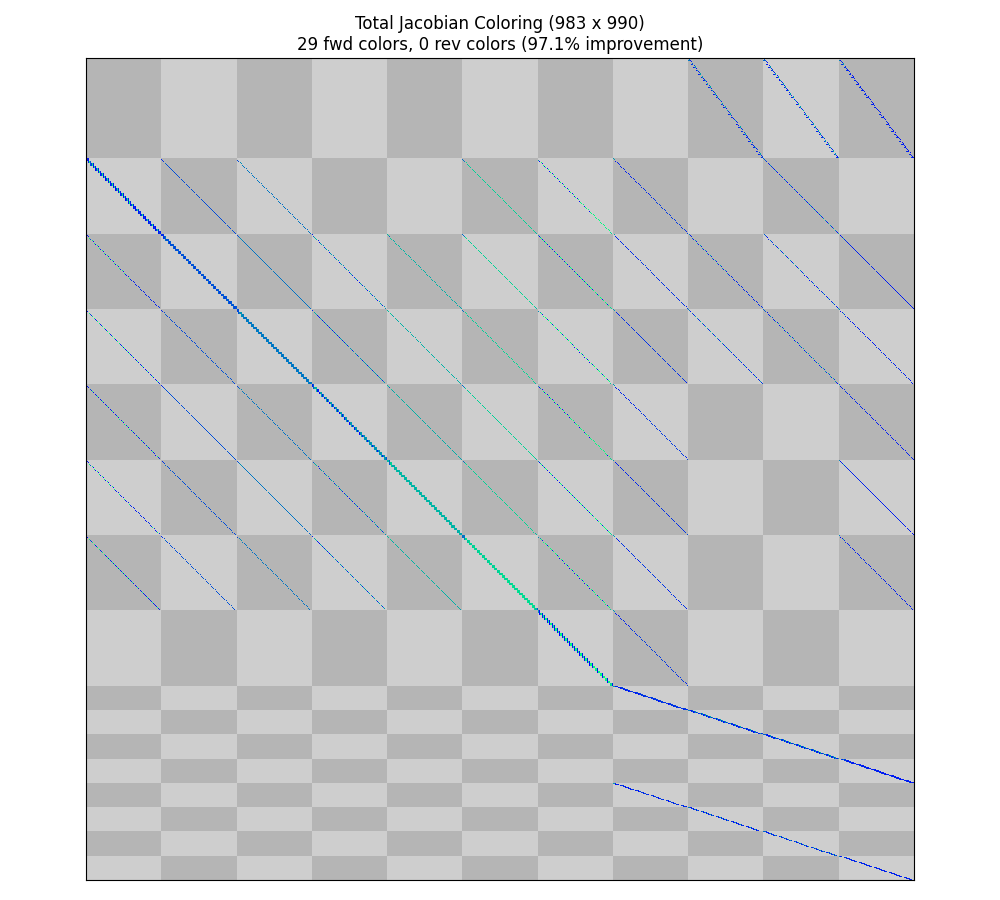 Total Jacobian Coloring (983 x 990)
29 fwd colors, 0 rev colors (97.1% improvement)